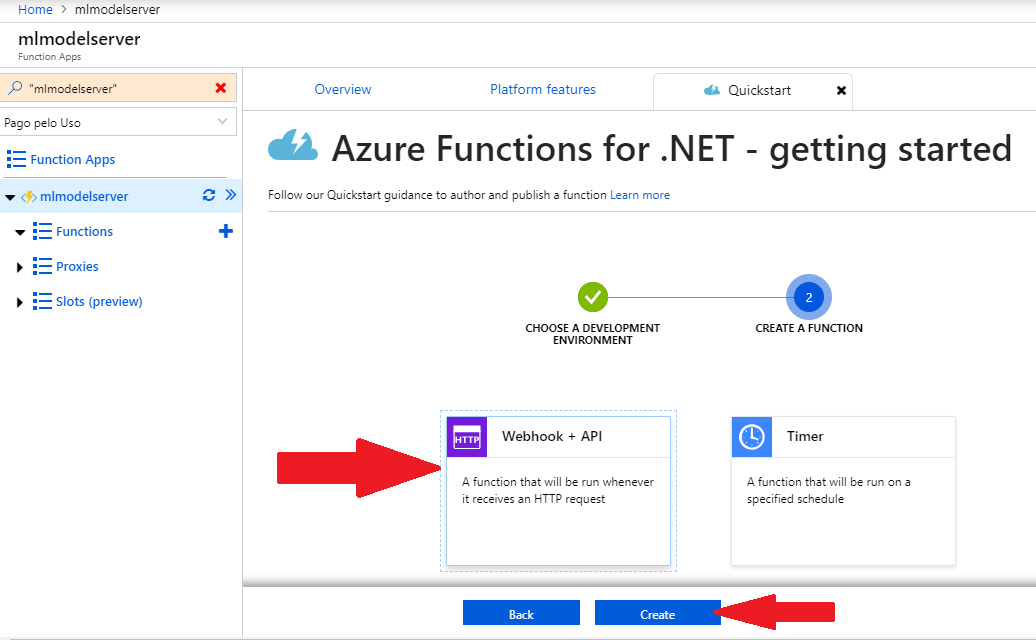 Home > mlmodelserver
mlmodelserver
Function Apps
"mlmodelserver"
Pago pelo Uso
Function Apps
mlmodelserver
Functions
Proxies
Slots (preview)
Overview
Platform features
Quickstart
Azure Functions for .NET - getting started
Follow our Quickstart guidance to author and publish a function Learn more
CHOOSE A DEVELOPMENT
ENVIRONMENT
2
CREATE A FUNCTION
HTTP
Webhook + API
A function that will be run whenever
it receives an HTTP request
Timer
A function that will be run on a
specified schedule
Back
Create